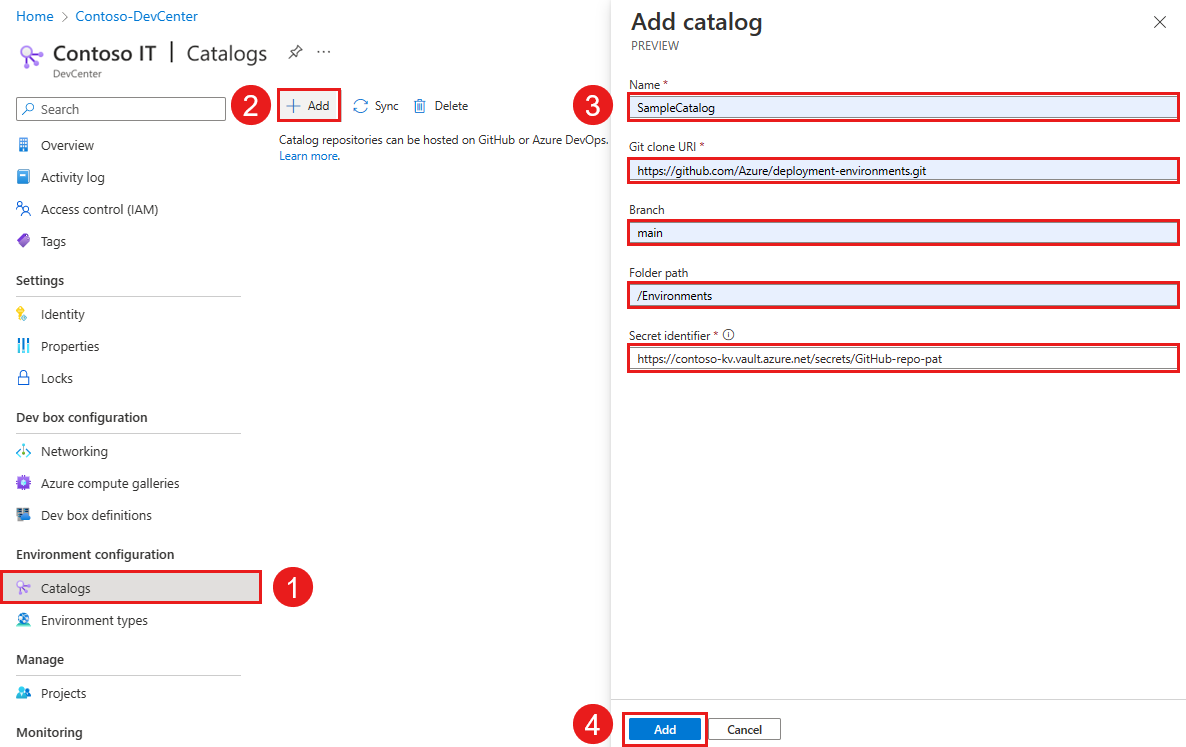 Home > Contoso-DevCenter
Contoso IT | Catalogs ...
DevCenter
Search
Overview
Activity log
Access control (IAM)
Tags
Settings
Identity
Properties
Locks
Dev box configuration
Networking
Azure compute galleries
Dev box definitions
Environment configuration
Catalogs
1
Environment types
Manage
Projects
Monitoring
2
+ Add Sync Delete
Catalog repositories can be hosted on GitHub or Azure DevOps.
Learn more.
Add catalog
PREVIEW
3
Name *
SampleCatalog
Git clone URI *
https://github.com/Azure/deployment-environments.git
Branch
main
Folder path
/Environments
Secret identifier *
https://contoso-kv.vault.azure.net/secrets/GitHub-repo-pat
4
Add Cancel